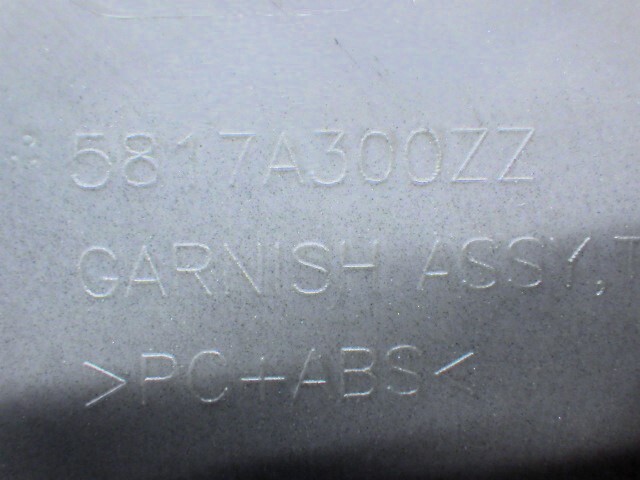 5817A300ZZ
GARNISH ASSY,T
>PC+ABS<